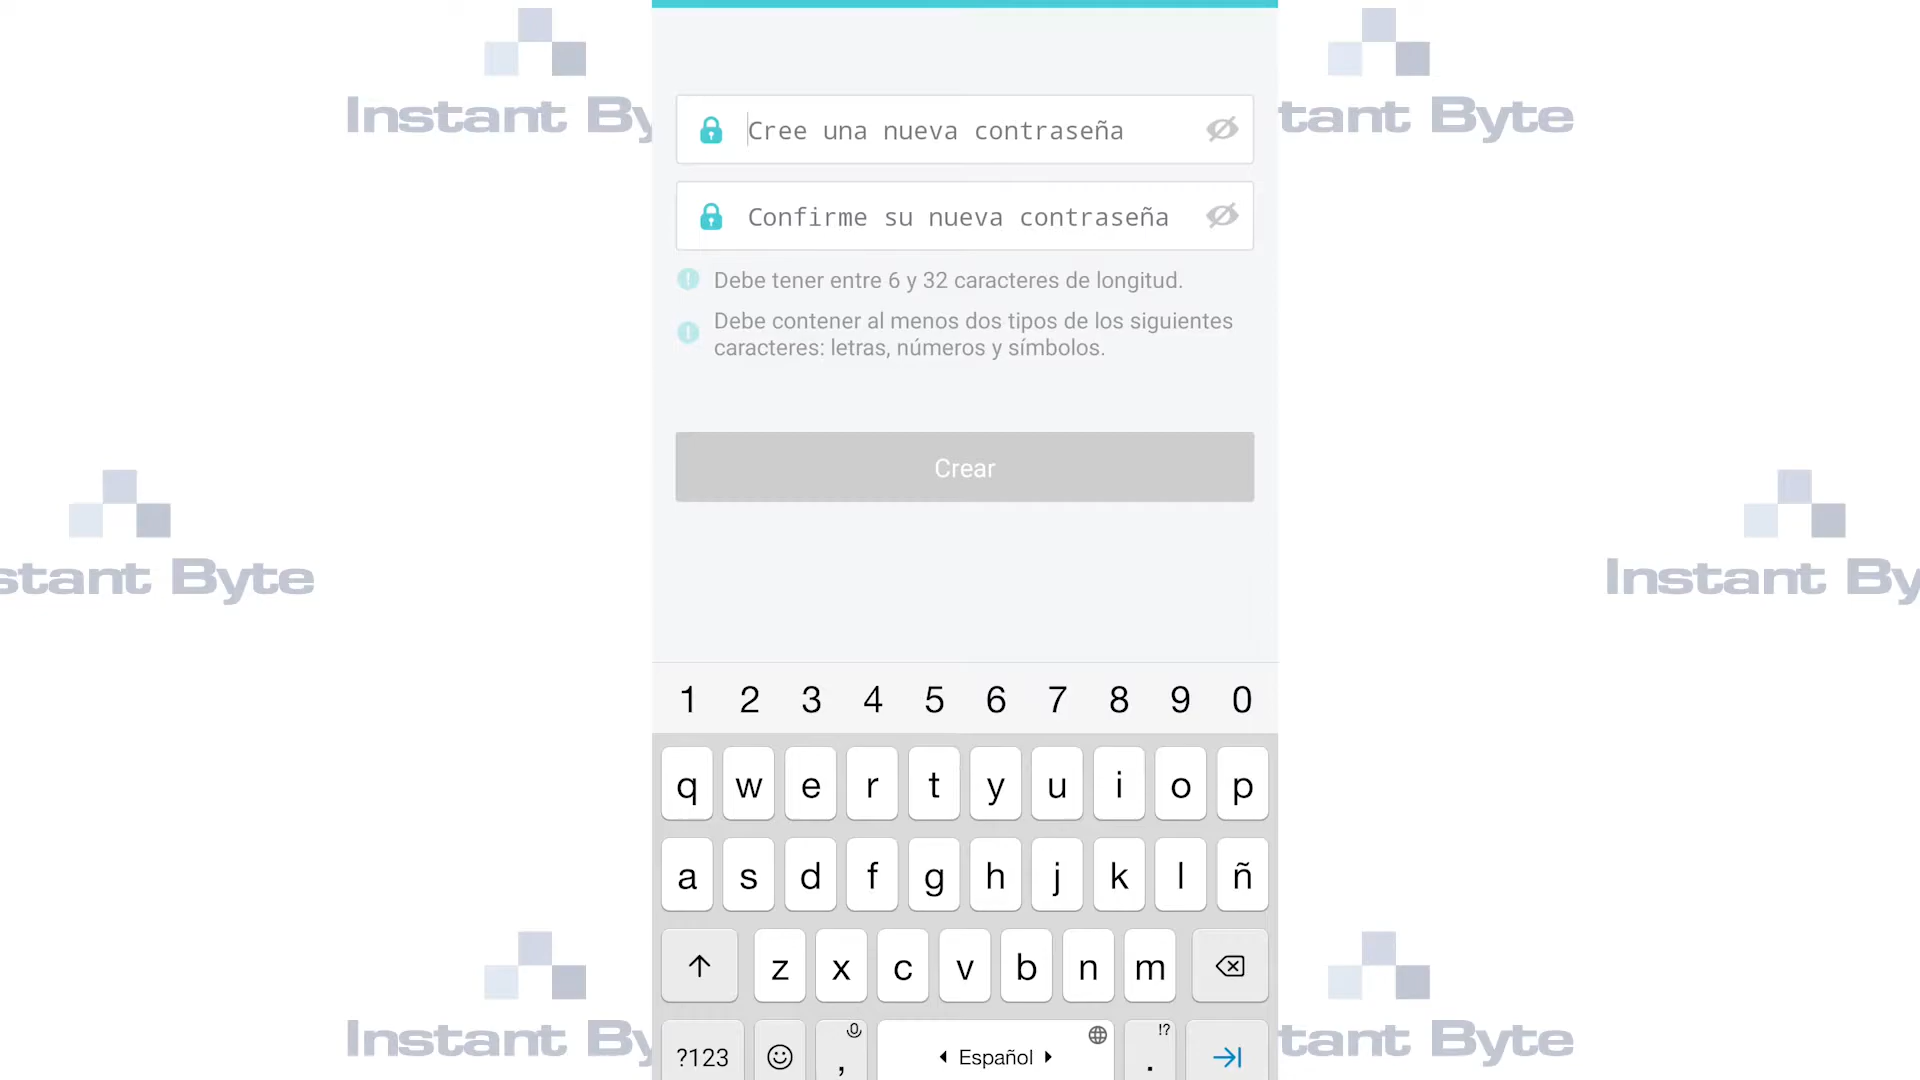 Instant By
tant Byte
Cree una nueva contraseña
Confirme su nueva contraseña
Debe tener entre 6 y 32 caracteres de longitud.
Debe contener al menos dos tipos de los siguientes
caracteres: letras, números y símbolos.
Crear
stant Byte
Instant By
1 2 3 4 5 6 7 8 9 0
q w e r t y u i o p
a s d f g h j k l ñ
z x c v b n m
Instant By
tant Byte
?123 , Español . !?